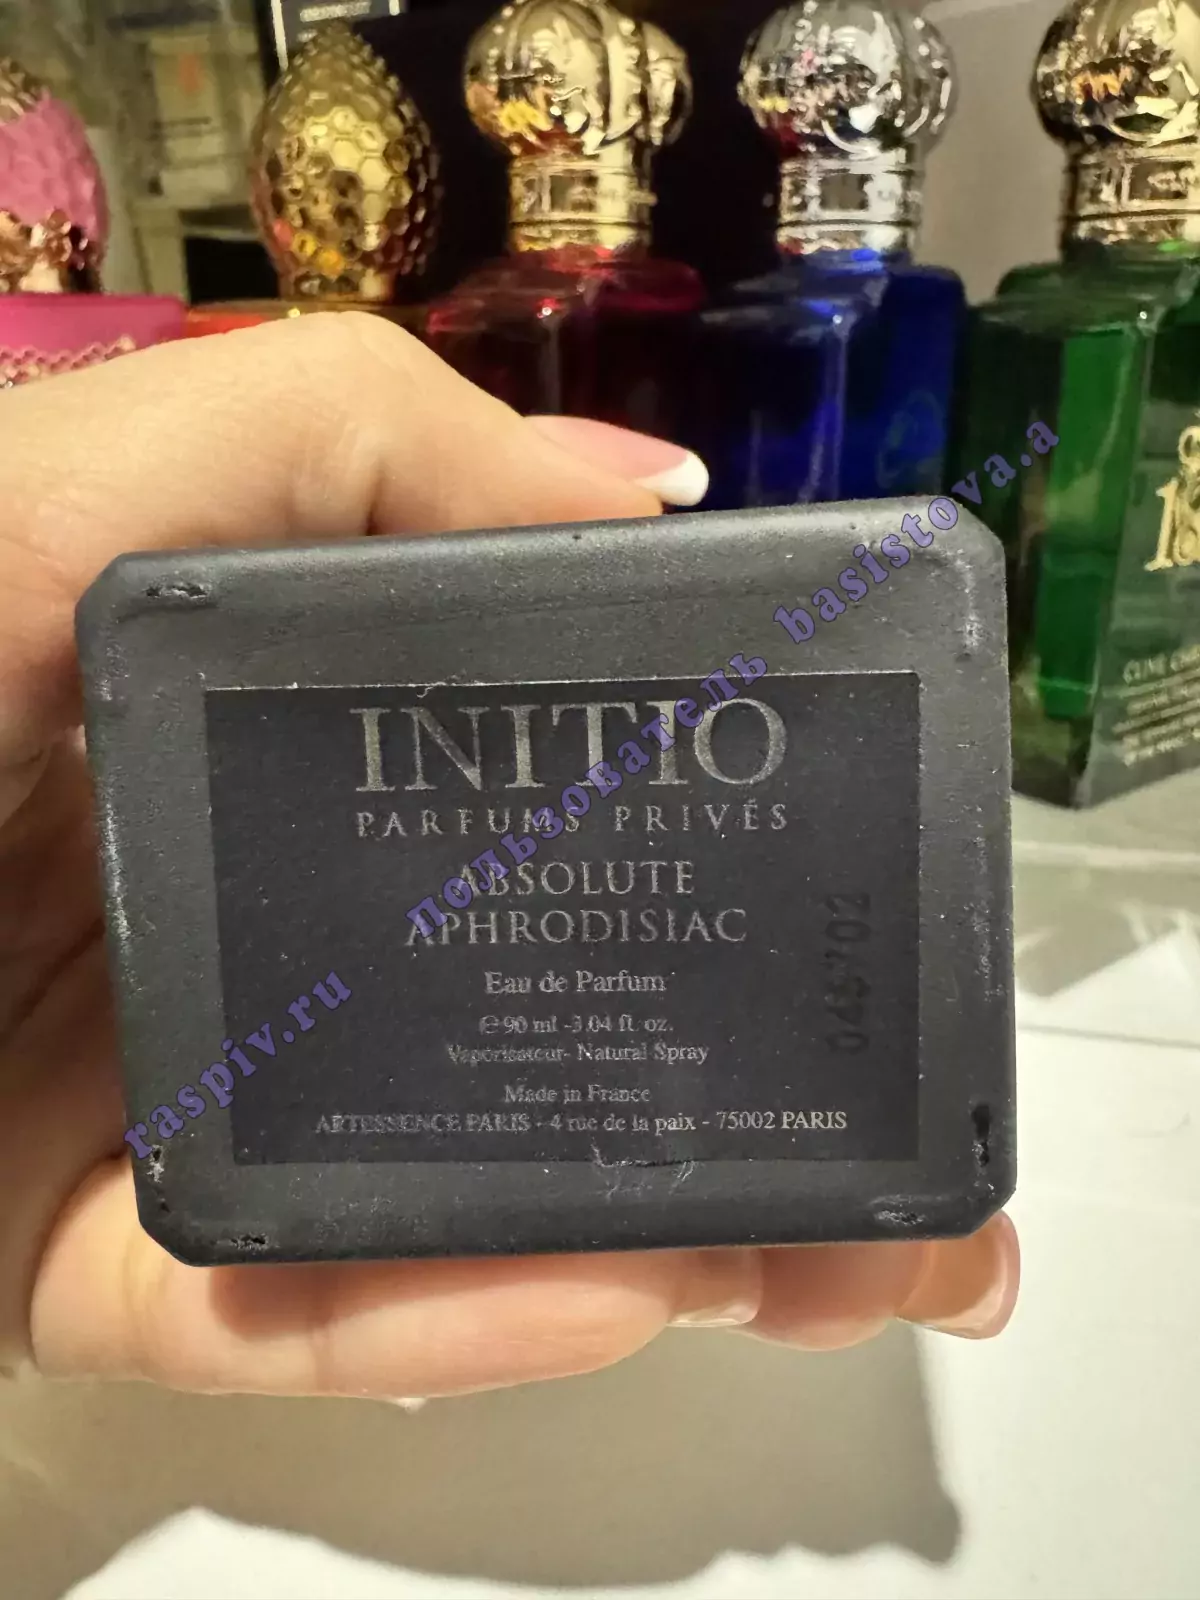 INITIO
PARFUMS PRIVÉS
ABSOLUTE
APHRODISIAC
Eau de Parfum
℮ 90 ml -3.04 fl. oz.
Vaporisateur- Natural Spray
Made in France
ARTESSENCE PARIS - 4 rue de la paix - 75002 PARIS
raspiv.ru пользователь basistova.a